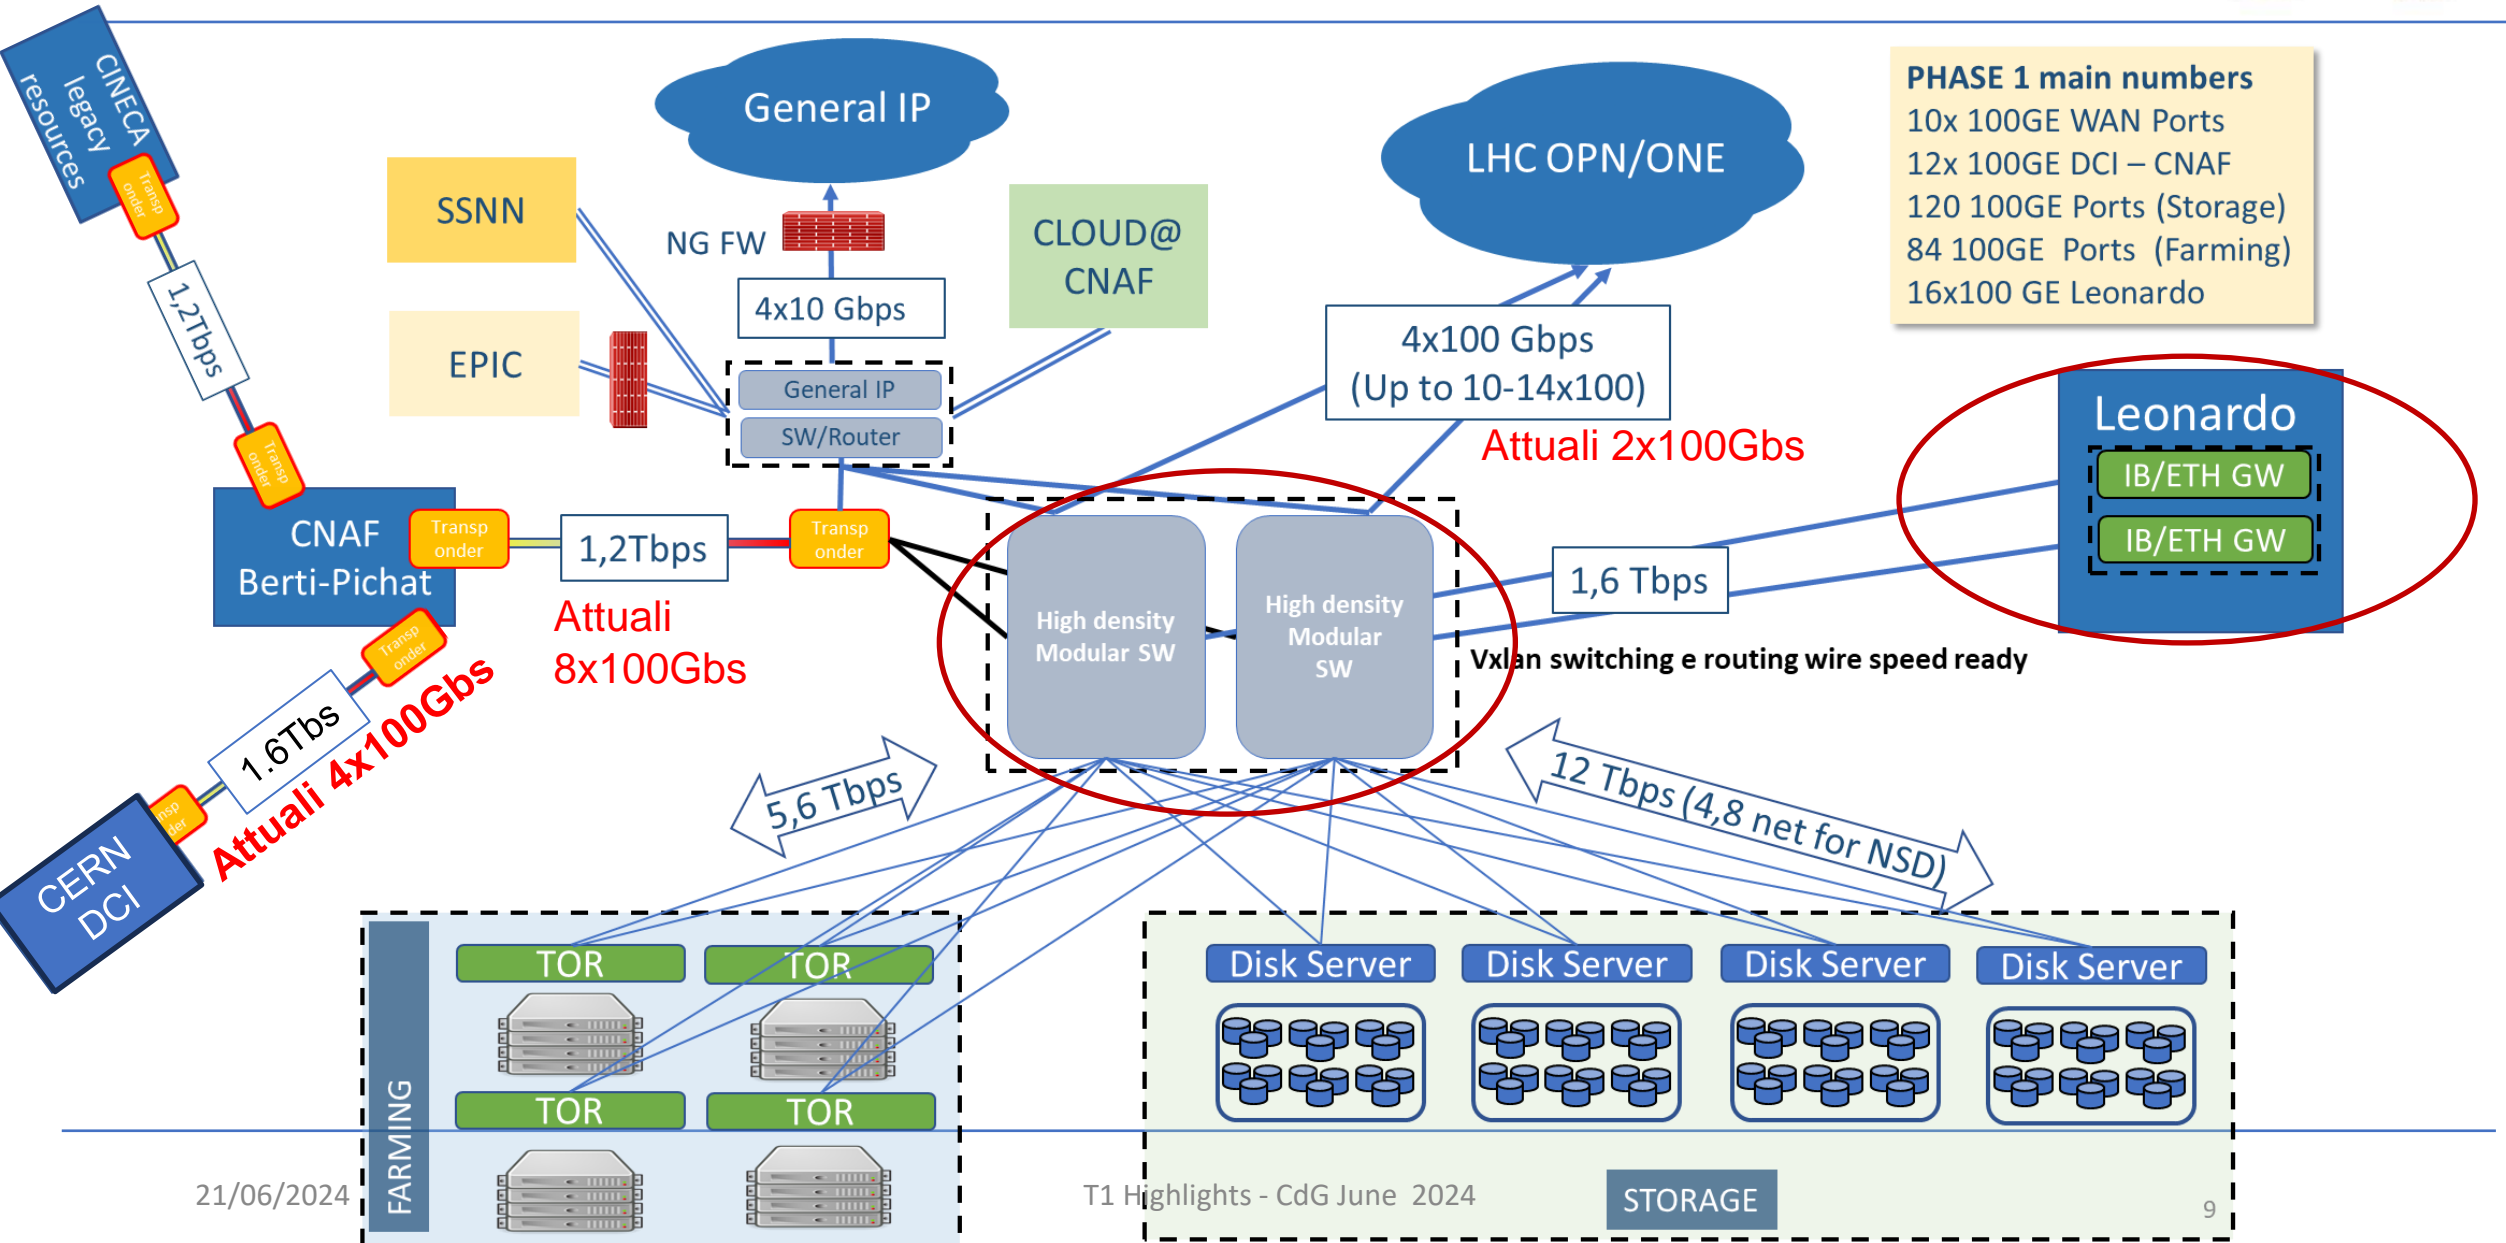 CINECA
legacy
resources
Transp
onder
1,2Tbps
Transp
onder
General IP
LHC OPN/ONE
PHASE 1 main numbers
10x 100GE WAN Ports
12x 100GE DCI – CNAF
120 100GE Ports (Storage)
84 100GE Ports (Farming)
16x100 GE Leonardo
SSNN
NG FW
CLOUD@
CNAF
4x10 Gbps
EPIC
General IP
SW/Router
4x100 Gbps
(Up to 10-14x100)
Attuali 2x100Gbs
Leonardo
IB/ETH GW
IB/ETH GW
CNAF
Berti-Pichat
Transp
onder
1,2Tbps
Transp
onder
Attuali
8x100Gbs
Transp
onder
1.6Tbs
Attuali 4x100Gbs
nsp
der
CERN
DCI
High density
Modular SW
High density
Modular
SW
1,6 Tbps
Vxlan switching e routing wire speed ready
5,6 Tbps
12 Tbps (4,8 net for NSD)
FARMING
TOR
TOR
TOR
TOR
Disk Server
Disk Server
Disk Server
Disk Server
STORAGE
21/06/2024
T1 Highlights - CdG June 2024
9